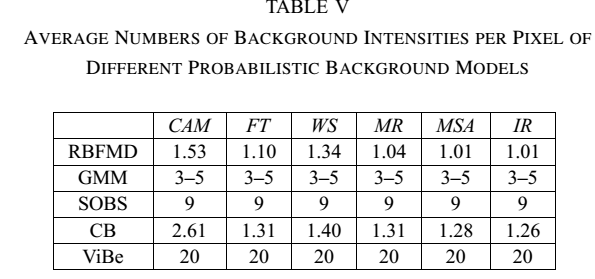 TABLE V
AVERAGE NUMBERS OF BACKGROUND INTENSITIES PER PIXEL OF
DIFFERENT PROBABILISTIC BACKGROUND MODELS
CAM FT WS MR MSA IR
RBFMD 1.53 1.10 1.34 1.04 1.01 1.01
GMM 3–5 3–5 3–5 3–5 3–5 3–5
SOBS 9 9 9 9 9 9
CB 2.61 1.31 1.40 1.31 1.28 1.26
ViBe 20 20 20 20 20 20